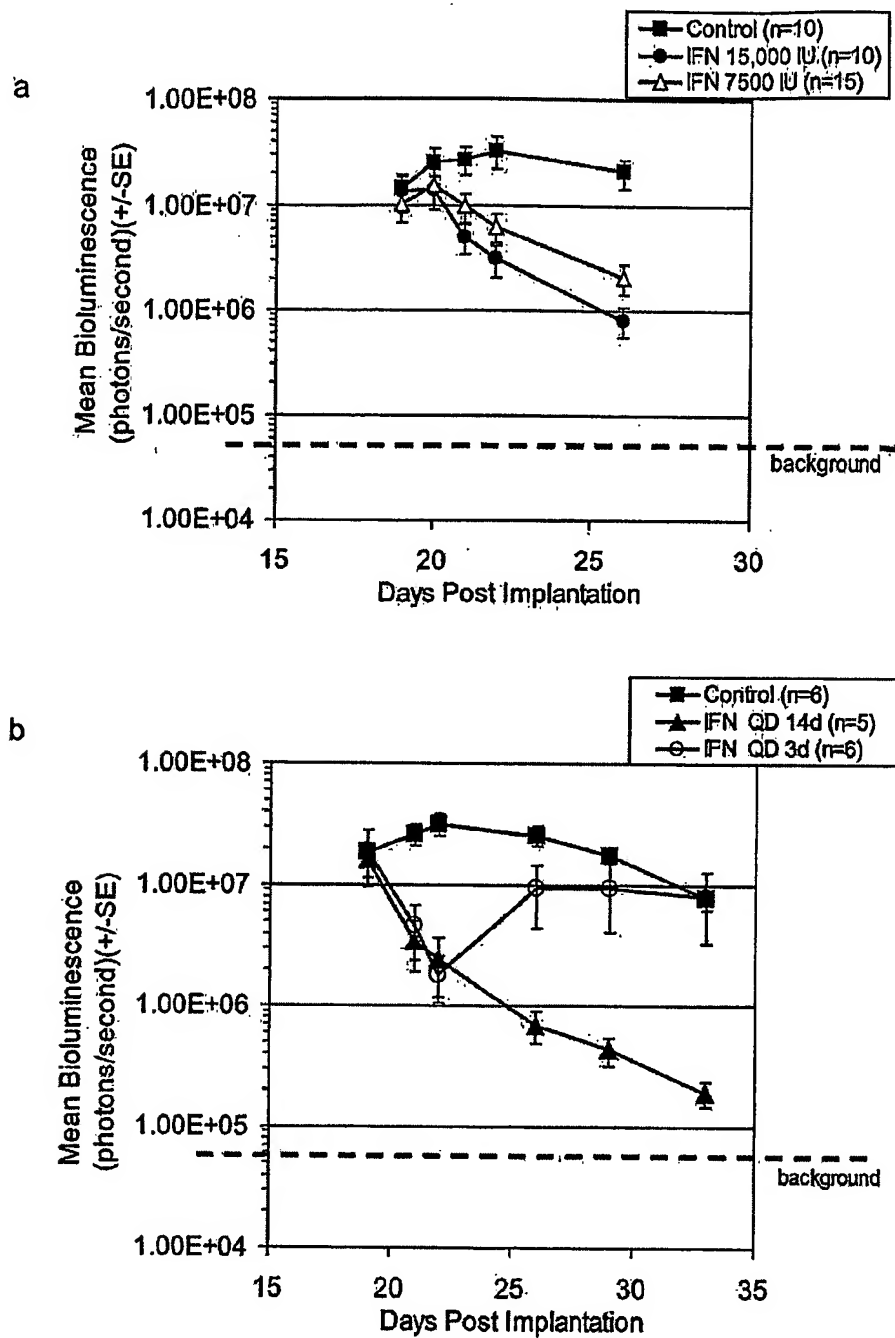 a
Control (n=10)
IFN 15,000 IU (n=10)
IFN 7500 IU (n=15)
Mean Bioluminescence
(photons/second)(+/-SE)
1.00E+08
1.00E+07
1.00E+06
1.00E+05
1.00E+04
background
15 20 25 30
Days Post Implantation
b
Control (n=6)
IFN QD 14d (n=5)
IFN QD 3d (n=6)
Mean Bioluminescence
(photons/second)(+/-SE)
1.00E+08
1.00E+07
1.00E+06
1.00E+05
1.00E+04
background
15 20 25 30 35
Days Post Implantation